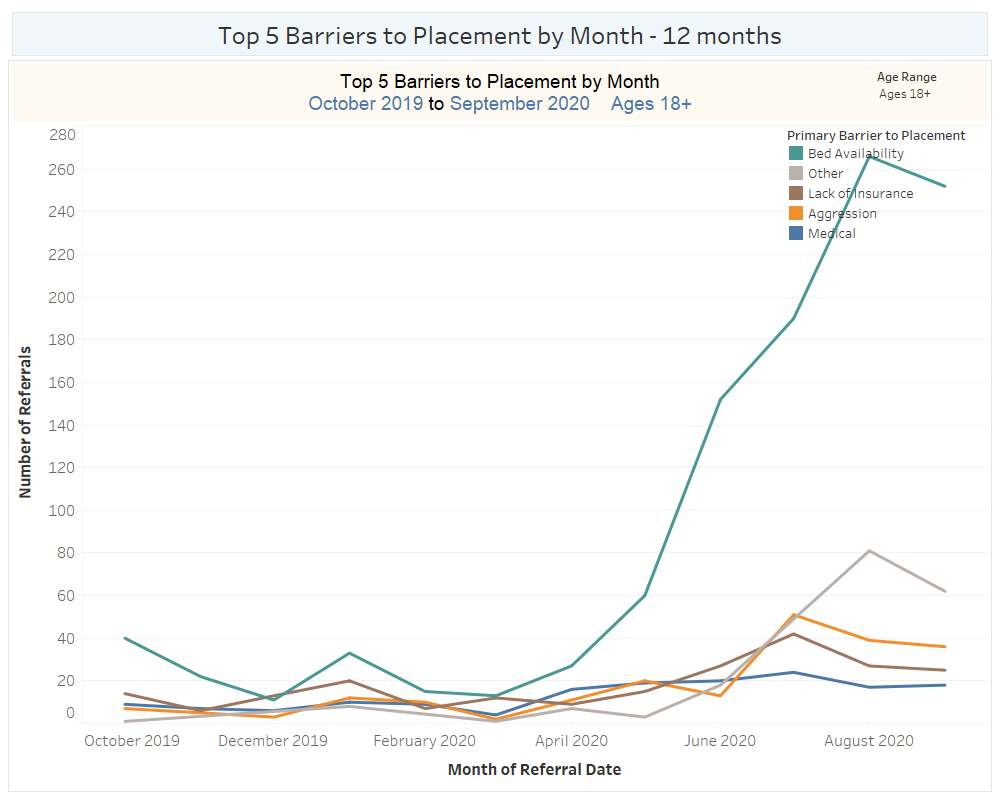 Top 5 Barriers to Placement by Month - 12 months
Top 5 Barriers to Placement by Month
October 2019 to September 2020 Ages 18+
Age Range
Ages 18+
Primary Barrier to Placement
Bed Availability
Other
Lack of Insurance
Aggression
Medical
Number of Referrals
280
260
240
220
200
180
160
140
120
100
80
60
40
20
0
October 2019 December 2019 February 2020 April 2020 June 2020 August 2020
Month of Referral Date